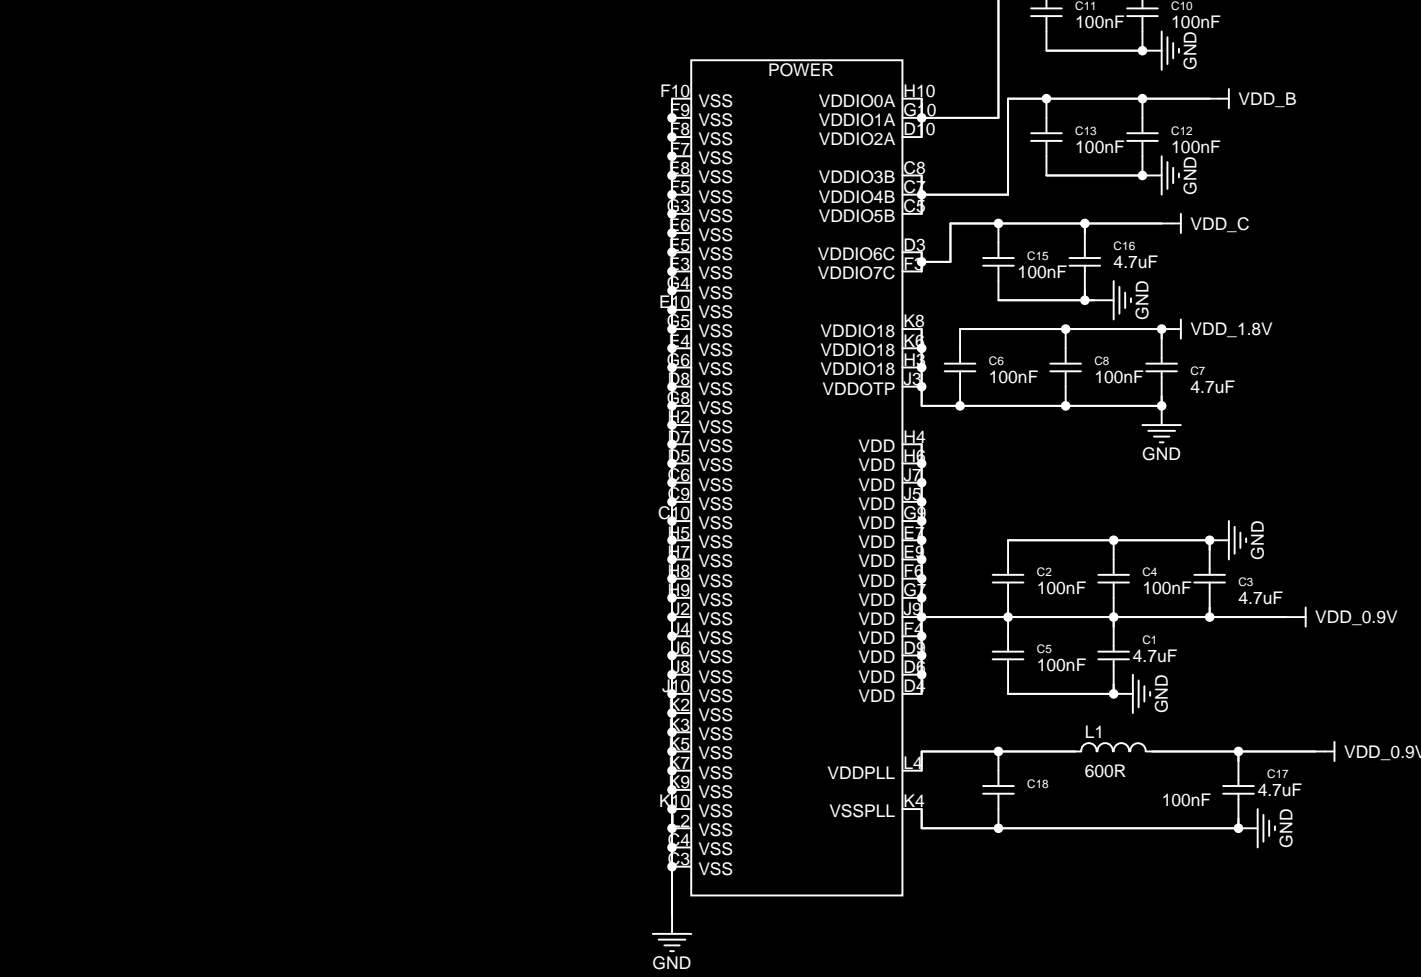 C11
100nF
C10
100nF
GND
POWER
F10 VSS VDDIO0A H10
VDD_B
E9 VSS VDDIO1A G10
F8 VSS VDDIO2A D10
C13
100nF
C12
100nF
GND
F7 VSS
E8 VSS VDDIO3B C8
F5 VSS VDDIO4B C7
G3 VSS VDDIO5B C5
VDD_C
E6 VSS
E5 VSS VDDIO6C D3
E3 VSS VDDIO7C F3
C15
100nF
C16
4.7uF
GND
G4 VSS
E10 VSS
G5 VSS VDDIO18 K8
VDD_1.8V
E4 VSS VDDIO18 K6
G6 VSS VDDIO18 H3
D8 VSS VDDOTP J3
C6
100nF
C8
100nF
C7
4.7uF
GND
G8 VSS
H2 VSS
D7 VSS VDD H4
D5 VSS VDD H6
C6 VSS VDD J7
C9 VSS VDD J5
C10 VSS VDD G9
H5 VSS VDD E7
H7 VSS VDD E9
H8 VSS VDD F6
H9 VSS VDD G7
J2 VSS VDD J9
J4 VSS VDD F4
J6 VSS VDD D9
J8 VSS VDD D6
J10 VSS VDD D4
GND
C2
100nF
C4
100nF
C3
4.7uF
VDD_0.9V
C5
100nF
C1
4.7uF
GND
K2 VSS
K3 VSS
K5 VSS
K7 VSS VDDPLL L4
K9 VSS
K10 VSS VSSPLL K4
L2 VSS
C4 VSS
C3 VSS
L1
600R
VDD_0.9V
C18
100nF
C17
4.7uF
GND
GND